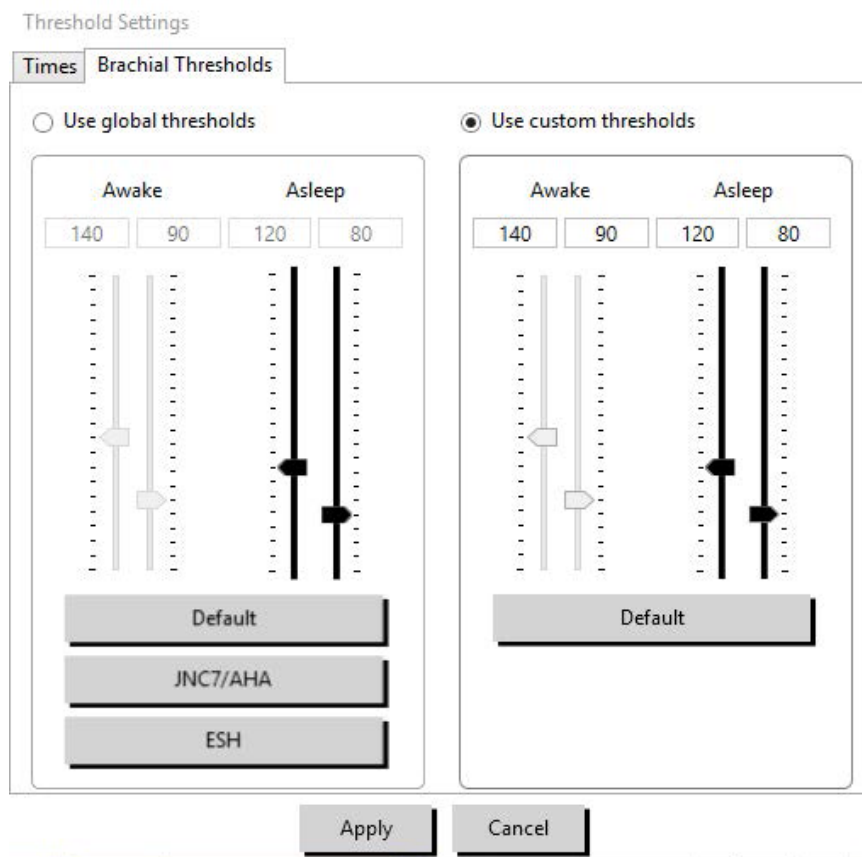 Threshold Settings
Times Brachial Thresholds
Use global thresholds
Awake Asleep
140 90 120 80
Default
JNC7/AHA
ESH
Use custom thresholds
Awake Asleep
140 90 120 80
Default
Apply Cancel